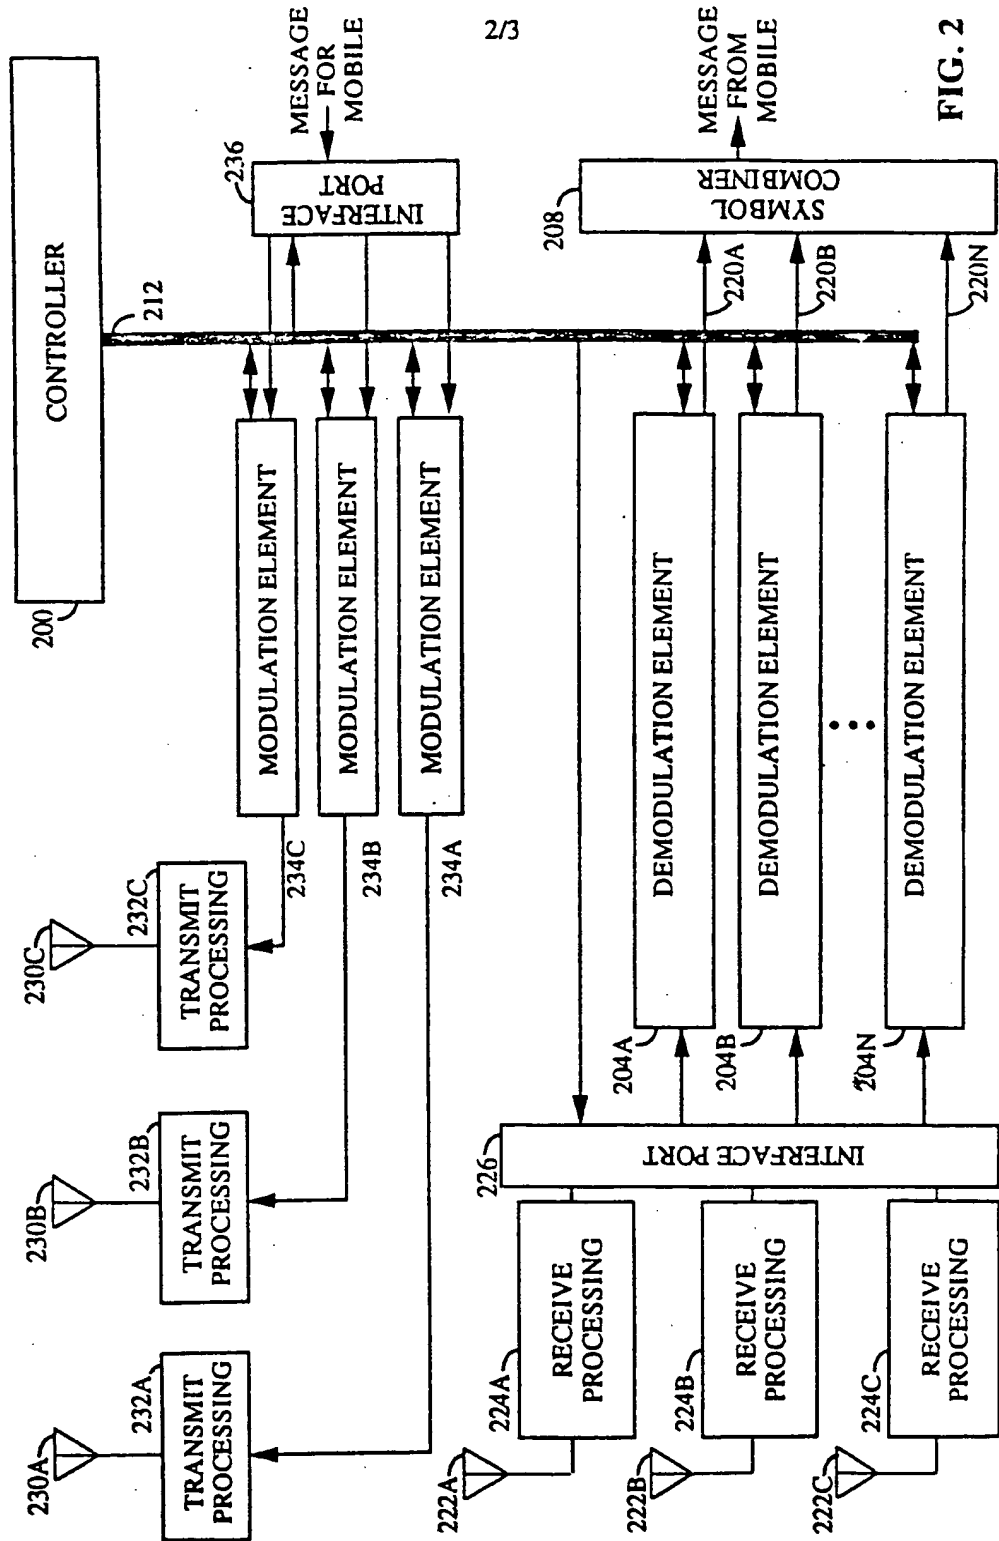 2/3
CONTROLLER
200
212
MESSAGE
FOR
MOBILE
236
INTERFACE
PORT
MODULATION ELEMENT
MODULATION ELEMENT
MODULATION ELEMENT
234C
234B
234A
230C
232C
TRANSMIT
PROCESSING
230B
232B
TRANSMIT
PROCESSING
230A
232A
TRANSMIT
PROCESSING
222A
224A
RECEIVE
PROCESSING
222B
224B
RECEIVE
PROCESSING
222C
224C
RECEIVE
PROCESSING
226
INTERFACE PORT
204A
DEMODULATION ELEMENT
220A
204B
DEMODULATION ELEMENT
220B
204N
DEMODULATION ELEMENT
220N
208
SYMBOL
COMBINER
MESSAGE
FROM
MOBILE
FIG. 2